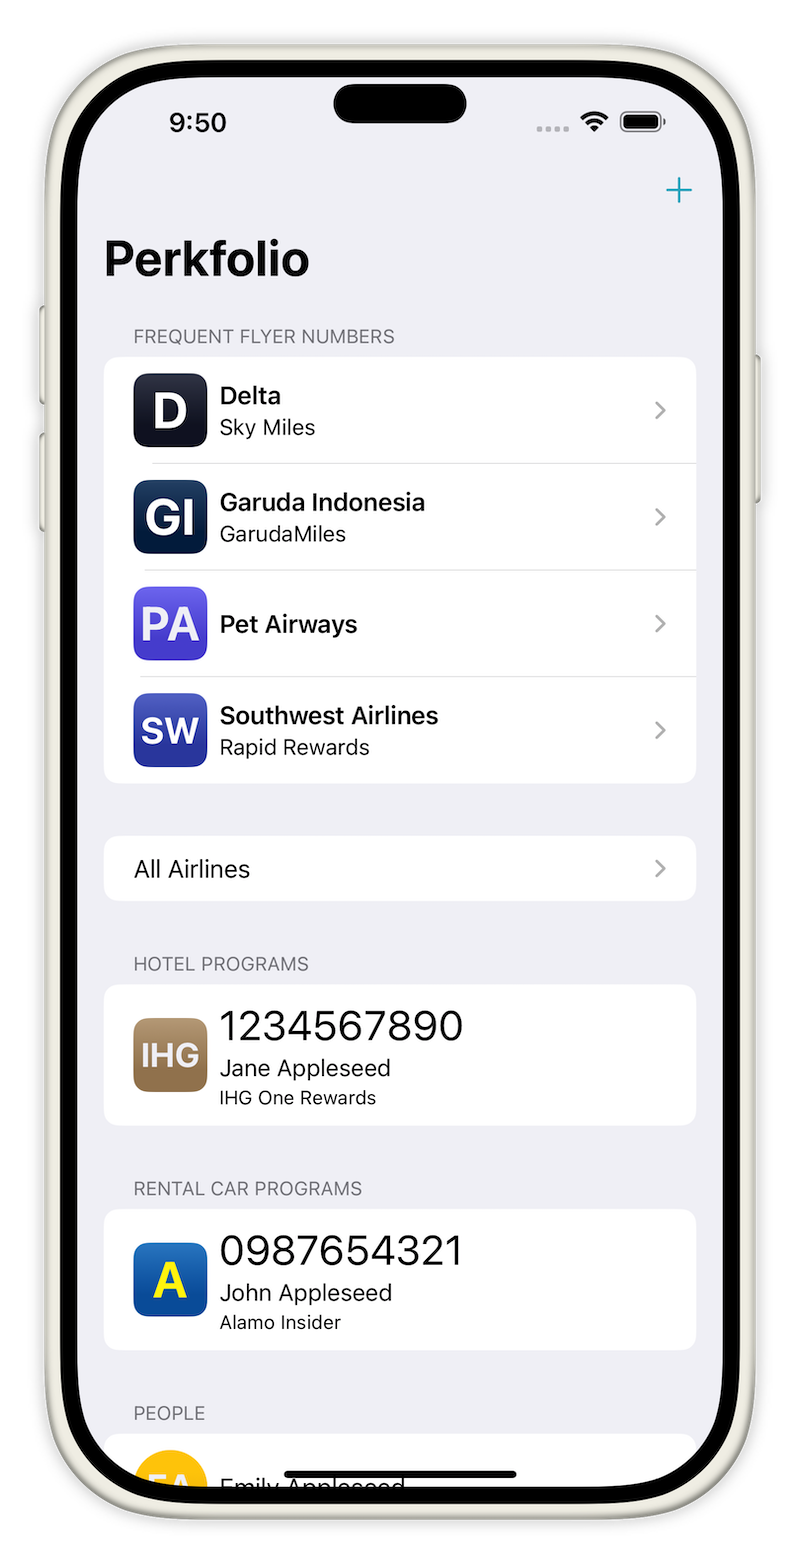 9:50
Perkfolio
FREQUENT FLYER NUMBERS
D
Delta
Sky Miles
GI
Garuda Indonesia
GarudaMiles
PA
Pet Airways
SW
Southwest Airlines
Rapid Rewards
All Airlines
HOTEL PROGRAMS
IHG
1234567890
Jane Appleseed
IHG One Rewards
RENTAL CAR PROGRAMS
A
0987654321
John Appleseed
Alamo Insider
PEOPLE
EA
Emily Appleseed